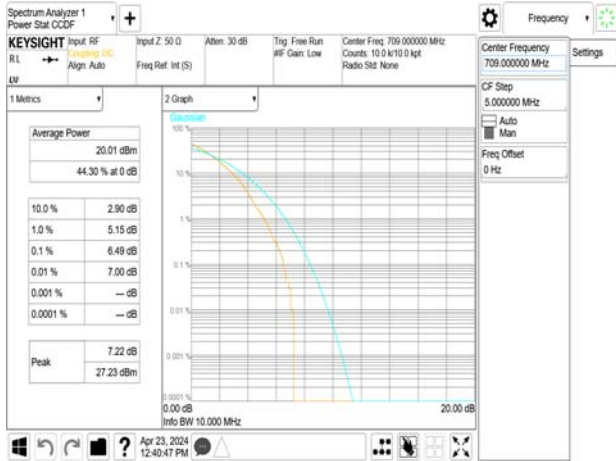 Spectrum Analyzer 1
Power Stat CCDF
Frequency
KEYSIGHT
RL
Input: RF
Coupling: DC
Align: Auto
Input Z: 50 Ω
Freq Ref: Int (S)
Atten: 30 dB
Trig: Free Run
#IF Gain: Low
Center Freq: 709.000000 MHz
Counts: 10.0 k/10.0 kpt
Radio Std: None
Center Frequency
709.000000 MHz
Settings
CF Step
5.000000 MHz
Auto
Man
Freq Offset
0 Hz
1 Metrics
2 Graph
Average Power
20.01 dBm
44.30 % at 0 dB
10.0 % 2.90 dB
1.0 % 5.15 dB
0.1 % 6.49 dB
0.01 % 7.00 dB
0.001 % --- dB
0.0001 % --- dB
Peak 7.22 dB
27.23 dBm
Gaussian
100 %
10 %
1 %
0.1 %
0.01 %
0.001 %
0.0001 %
0.00 dB 20.00 dB
Info BW 10.000 MHz
Apr 23, 2024
12:40:47 PM